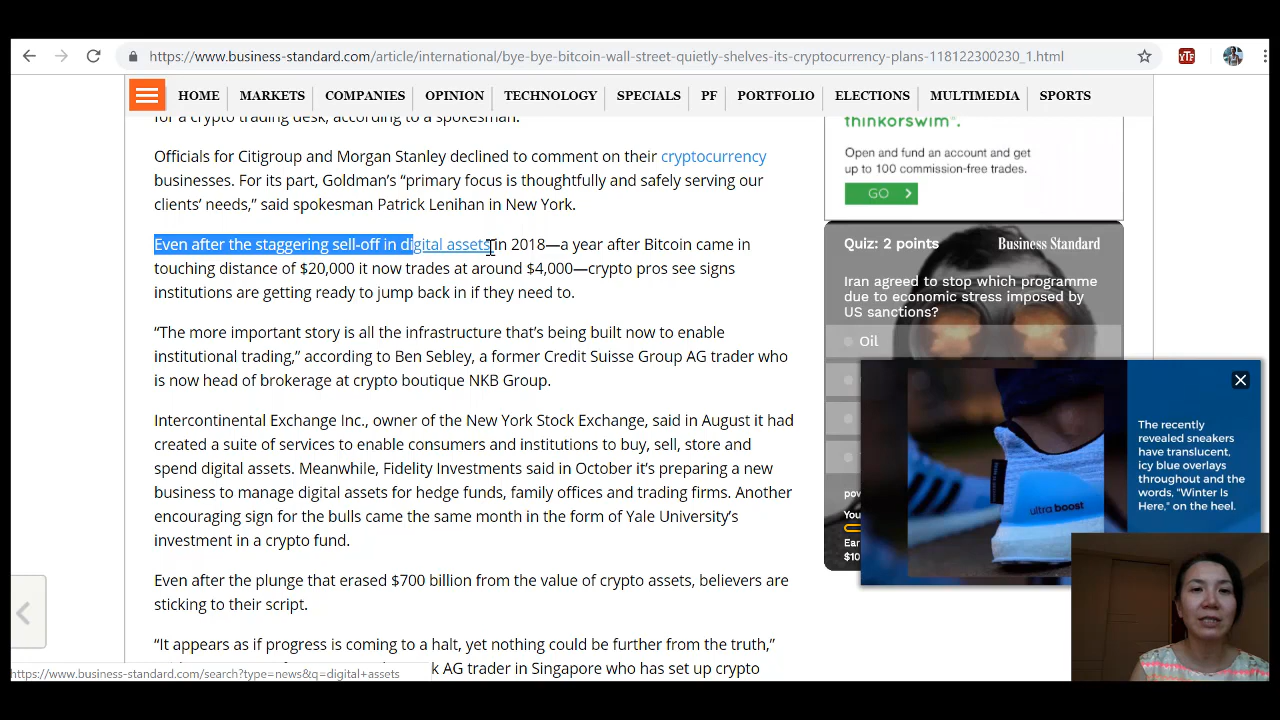 https://www.business-standard.com/article/international/bye-bye-bitcoin-wall-street-quietly-shelves-its-cryptocurrency-plans-118122300230_1.html
YTF
HOME MARKETS COMPANIES OPINION TECHNOLOGY SPECIALS PF PORTFOLIO ELECTIONS MULTIMEDIA SPORTS
for a crypto trading desk, according to a spokesman.
Officials for Citigroup and Morgan Stanley declined to comment on their cryptocurrency
businesses. For its part, Goldman's “primary focus is thoughtfully and safely serving our
clients' needs,” said spokesman Patrick Lenihan in New York.
Even after the staggering sell-off in digital assets in 2018—a year after Bitcoin came in
touching distance of $20,000 it now trades at around $4,000—crypto pros see signs
institutions are getting ready to jump back in if they need to.
“The more important story is all the infrastructure that's being built now to enable
institutional trading,” according to Ben Sebley, a former Credit Suisse Group AG trader who
is now head of brokerage at crypto boutique NKB Group.
Intercontinental Exchange Inc., owner of the New York Stock Exchange, said in August it had
created a suite of services to enable consumers and institutions to buy, sell, store and
spend digital assets. Meanwhile, Fidelity Investments said in October it's preparing a new
business to manage digital assets for hedge funds, family offices and trading firms. Another
encouraging sign for the bulls came the same month in the form of Yale University's
investment in a crypto fund.
Even after the plunge that erased $700 billion from the value of crypto assets, believers are
sticking to their script.
“It appears as if progress is coming to a halt, yet nothing could be further from the truth,”
AG trader in Singapore who has set up crypto
https://www.business-standard.com/search?type=news&q=digital+assets
thinkorswim.
Open and fund an account and get
up to 100 commission-free trades.
GO
Quiz: 2 points Business Standard
Iran agreed to stop which programme
due to economic stress imposed by
US sanctions?
Oil
You
Ear
$10
ultraboost
The recently
revealed sneakers
have translucent,
icy blue overlays
throughout and the
words, "Winter Is
Here," on the heel.